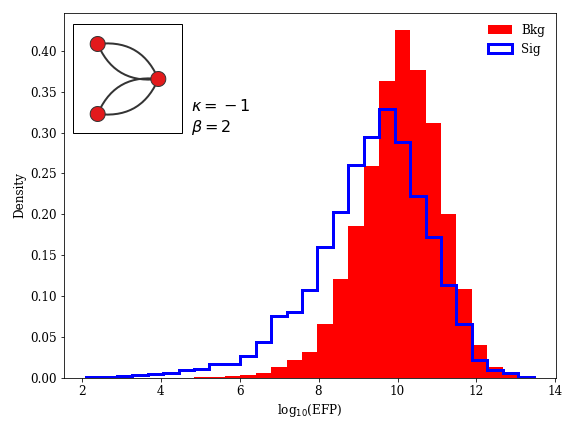 Bkg
Sig
κ = −1
β = 2
0.40
0.35
0.30
0.25
0.20
0.15
0.10
0.05
0.00
Density
2 4 6 8 10 12 14
log₁₀(EFP)